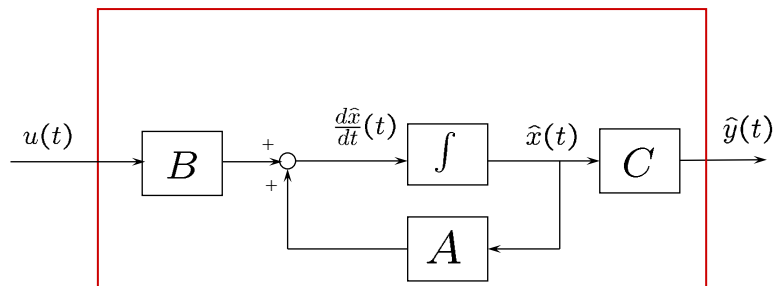 u(t)
B
+
+
dx̂/dt(t)
∫
x̂(t)
C
ŷ(t)
A